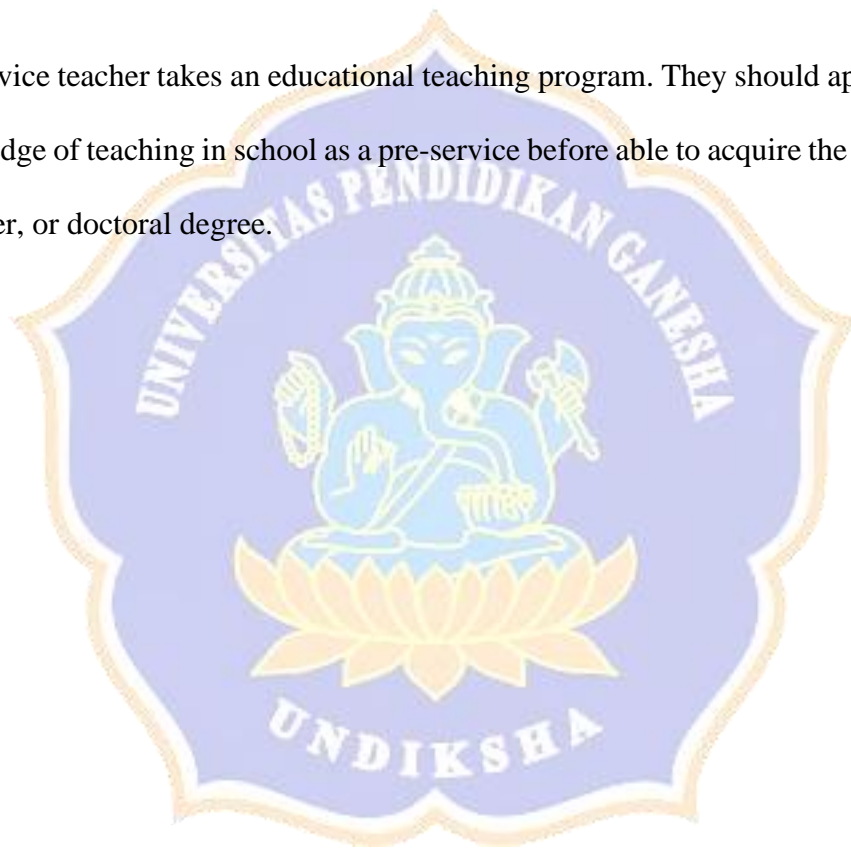 vice teacher takes an educational teaching program. They should ap
dge of teaching in school as a pre-service before able to acquire the
er, or doctoral degree.
UNIVERSITAS PENDIDIKAN GANESHA
UNDIKSHA